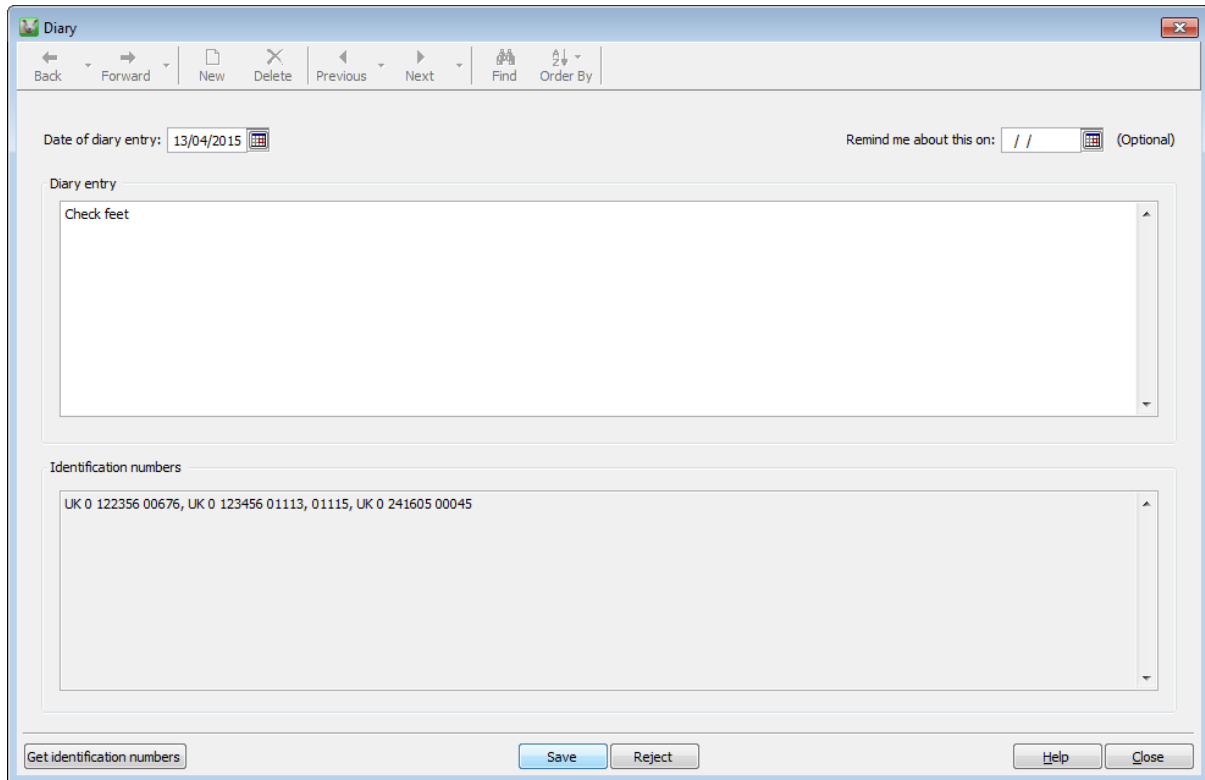 Diary
Back Forward New Delete Previous Next Find Order By
Date of diary entry: 13/04/2015 Remind me about this on: / / (Optional)
Diary entry
Check feet
Identification numbers
UK 0 122356 00676, UK 0 123456 01113, 01115, UK 0 241605 00045
Get identification numbers Save Reject Help Close